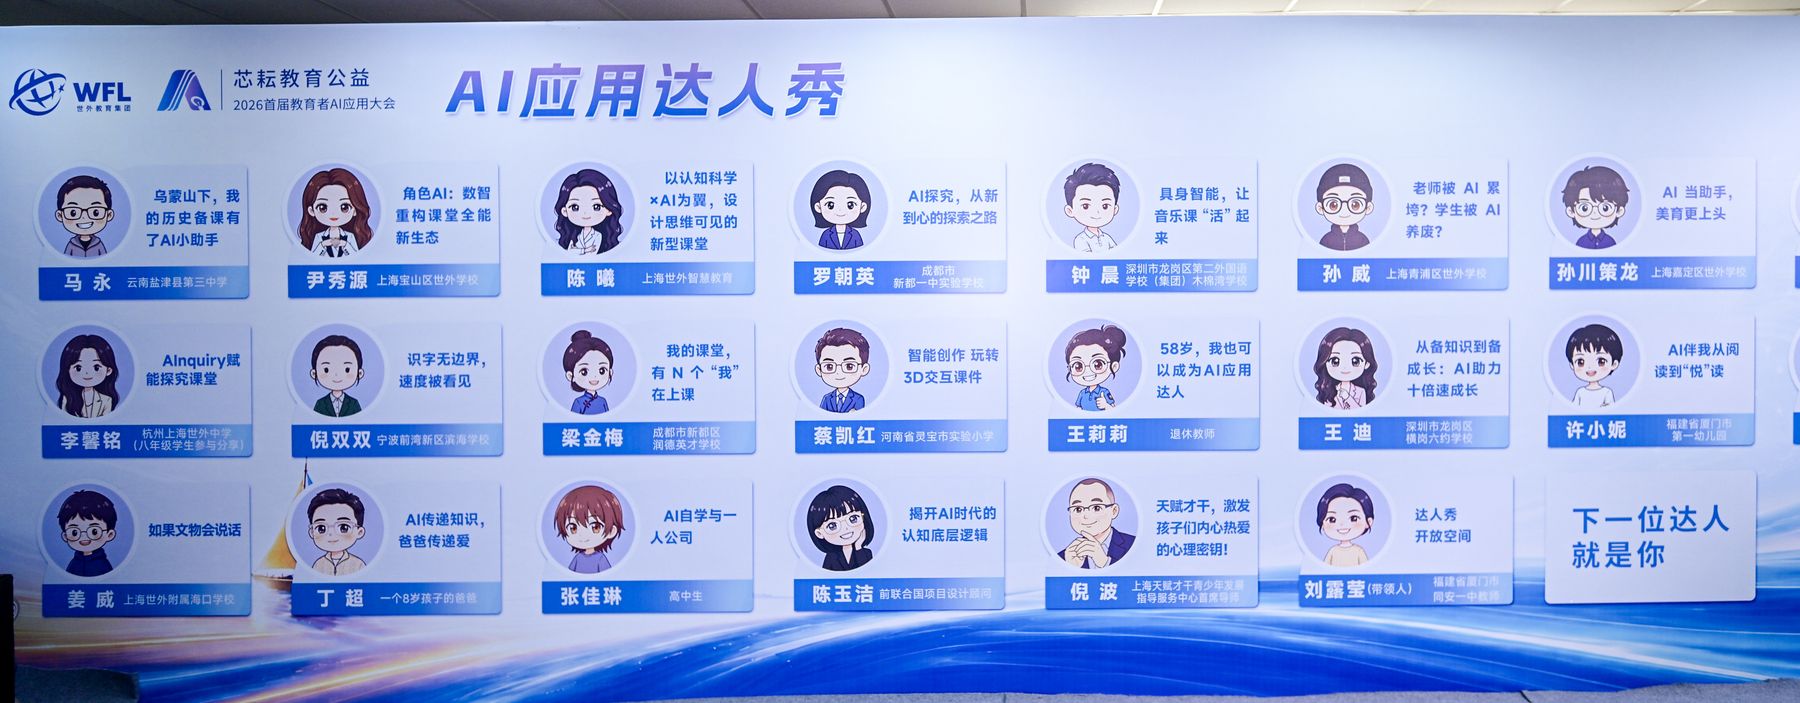 WFL
世外教育集团
芯耘教育公益
2026首届教育者AI应用大会
AI应用达人秀
乌蒙山下，我
的历史备课有
了AI小助手
马永 云南盐津县第三中学
角色AI：数智
重构课堂全能
新生态
尹秀源 上海宝山区世外学校
以认知科学
×AI为翼，设
计思维可见的
新型课堂
陈曦 上海世外智慧教育
AI探究，从新
到心的探索之路
罗朝英 成都市
新都一中实验学校
具身智能，让
音乐课“活”起
来
钟晨 深圳市龙岗区第二外国语
学校（集团）木棉湾学校
老师被 AI 累
垮？学生被 AI
养废？
孙威 上海青浦区世外学校
AI 当助手，
美育更上头
孙川策龙 上海嘉定区世外学校
AInquiry赋
能探究课堂
李馨铭 杭州上海世外中学
（八年级学生参与分享）
识字无边界，
速度被看见
倪双双 宁波前湾新区滨海学校
我的课堂，
有 N 个“我”
在上课
梁金梅 成都市新都区
润德英才学校
智能创作 玩转
3D交互课件
蔡凯红 河南省灵宝市实验小学
58岁，我也可
以成为AI应用
达人
王莉莉 退休教师
从备知识到备
成长：AI助力
十倍速成长
王迪 深圳市龙岗区
横岗六约学校
AI伴我从阅
读到“悦”读
许小妮 福建省厦门市
第一幼儿园
如果文物会说话
姜威 上海世外附属海口学校
AI传递知识，
爸爸传递爱
丁超 一个8岁孩子的爸爸
AI自学与一
人公司
张佳琳 高中生
揭开AI时代的
认知底层逻辑
陈玉洁 前联合国项目设计顾问
天赋才干，激发
孩子们内心热爱
的心理密钥！
倪波 上海天赋才干青少年发展
指导服务中心首席导师
达人秀
开放空间
刘露莹（带领人） 福建省厦门市
同安一中教师
下一位达人
就是你